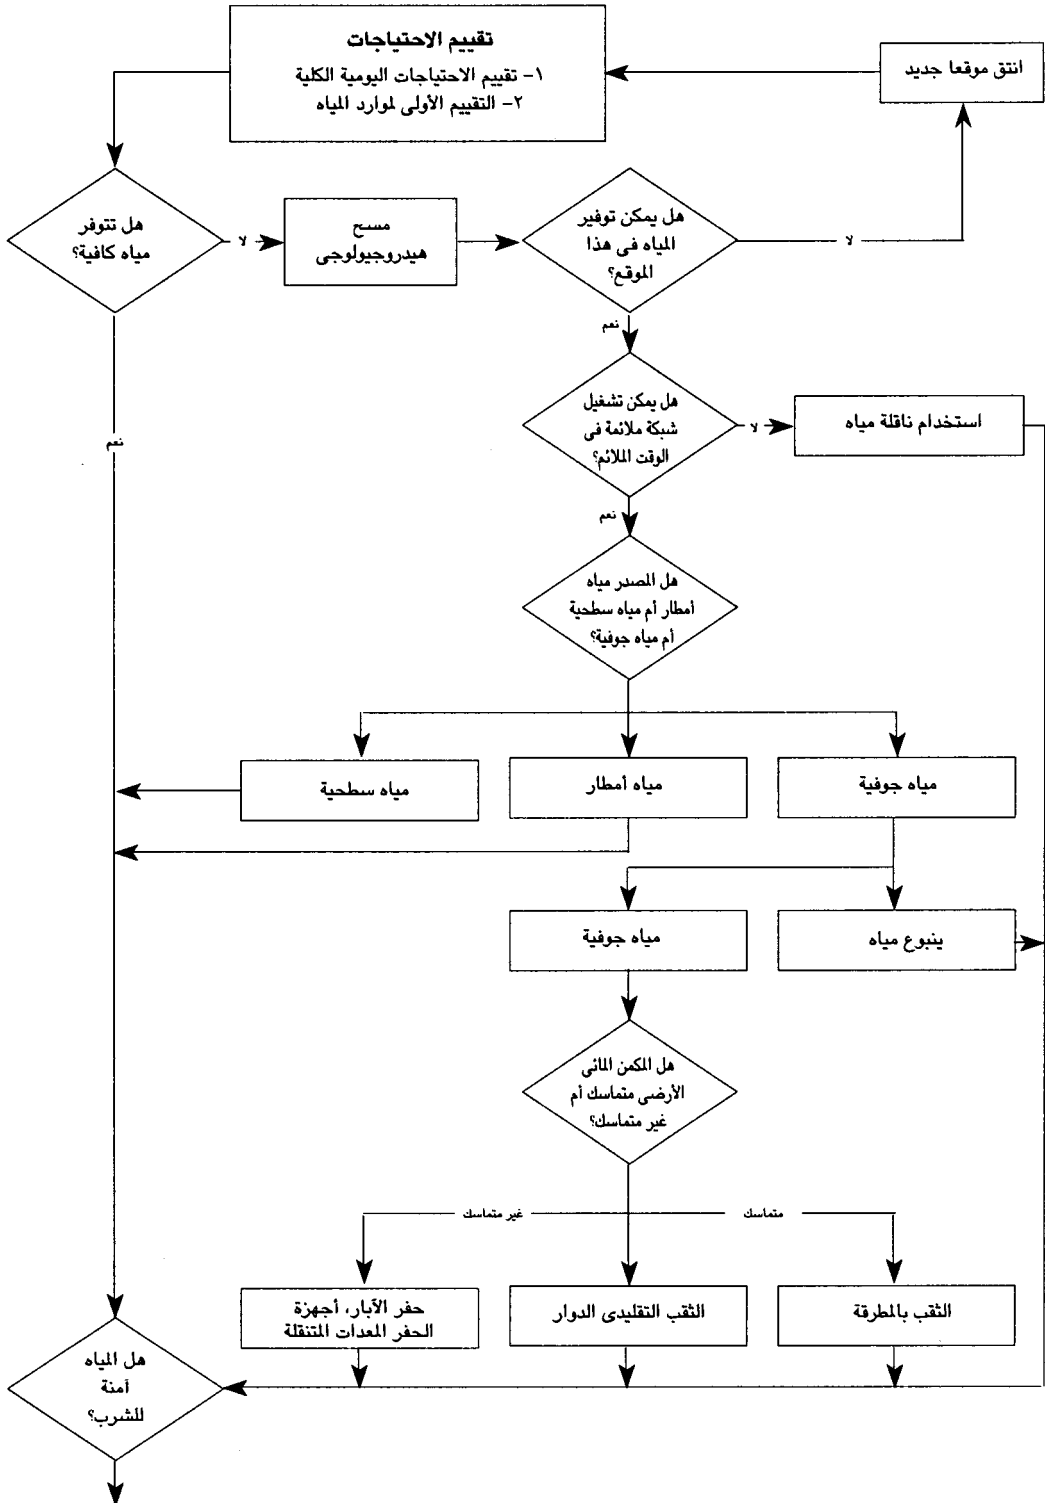 تقييم الاحتياجات
١- تقييم الاحتياجات اليومية الكلية
٢- التقييم الأولى لموارد المياه
انتق موقعا جديد
هل تتوفر
مياه كافية؟
لا
مسح
هيدروجيولوجى
هل يمكن توفير
المياه فى هذا
الموقع؟
لا
نعم
نعم
هل يمكن تشغيل
شبكة ملائمة فى
الوقت الملائم؟
لا
استخدام ناقلة مياه
نعم
هل المصدر مياه
أمطار أم مياه سطحية
أم مياه جوفية؟
مياه جوفية
مياه أمطار
مياه سطحية
ينبوع مياه
مياه جوفية
هل المكمن المائى
الأرضى متماسك أم
غير متماسك؟
متماسك
غير متماسك
الثقب بالمطرقة
الثقب التقليدى الدوار
حفر الآبار، أجهزة
الحفر المعدات المتنقلة
هل المياه
آمنة
للشرب؟